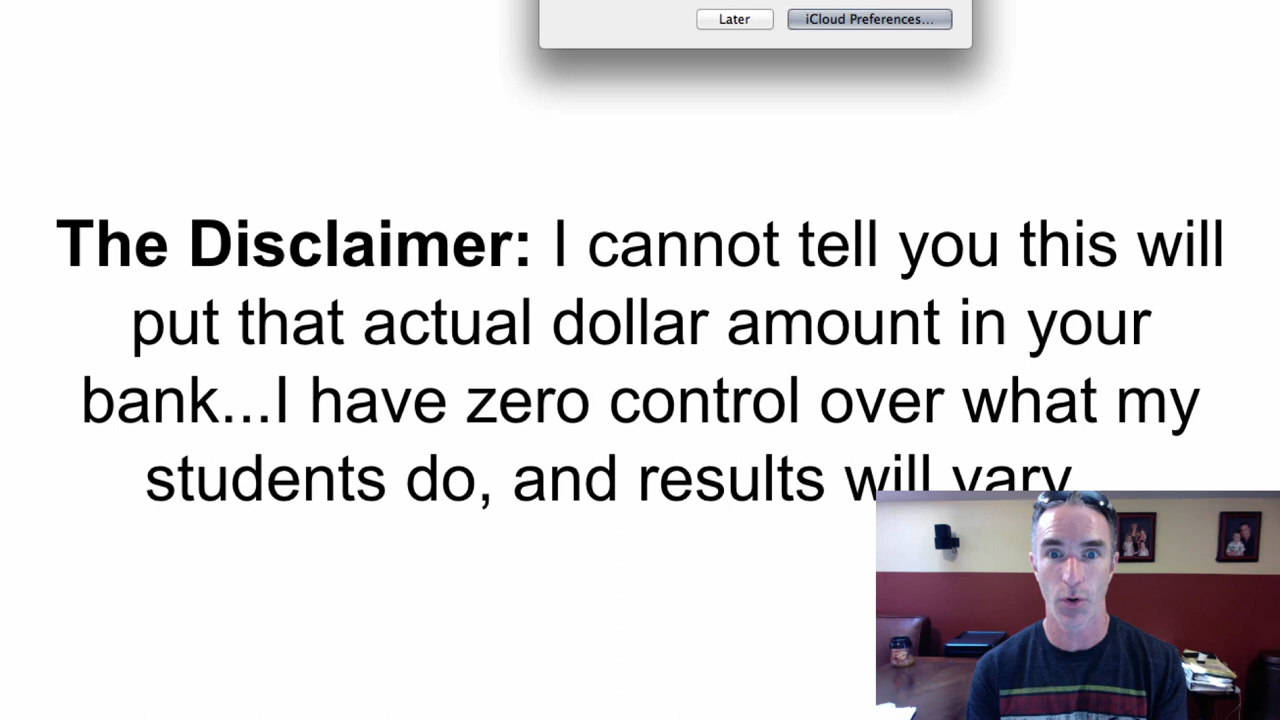 Later iCloud Preferences...
The Disclaimer: I cannot tell you this will
put that actual dollar amount in your
bank...I have zero control over what my
students do, and results will vary